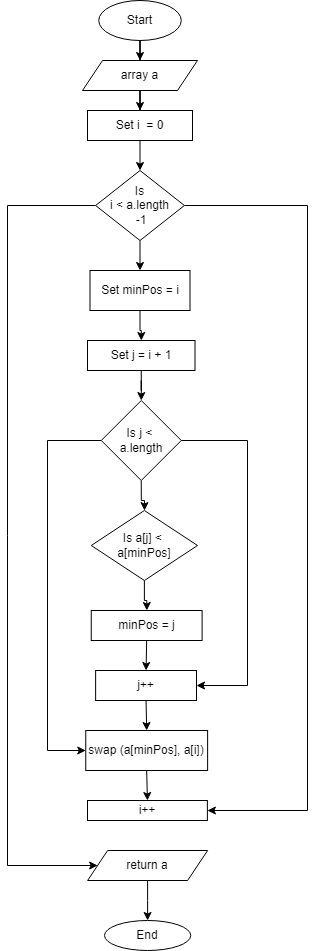 Start
array a
Set i = 0
Is
i < a.length
-1
Set minPos = i
Set j = i + 1
Is j <
a.length
Is a[j] <
a[minPos]
minPos = j
j++
swap (a[minPos], a[i])
i++
return a
End